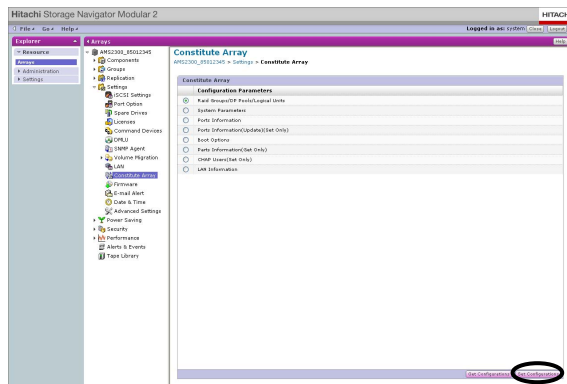 Hitachi Storage Navigator Modular 2
HITACHI
File Go Help
Logged in as: system Close Logout
Explorer
Resource
Arrays
Administration
Settings
Arrays
Help
AMS2300_85012345
Components
Groups
Replication
Settings
iSCSI Settings
Port Option
Spare Drives
Licenses
Command Devices
DMLU
SNMP Agent
Volume Migration
LAN
Constitute Array
Firmware
E-mail Alert
Date & Time
Advanced Settings
Power Saving
Security
Performance
Alerts & Events
Tape Library
Constitute Array
AMS2300_85012345 > Settings > Constitute Array
Constitute Array
Configuration Parameters
Raid Groups/DP Pools/Logical Units
System Parameters
Ports Information
Ports Information(Update)(Set Only)
Boot Options
Parts Information(Get Only)
CHAP Users(Set Only)
LAN Information
Get Configurations Set Configurations